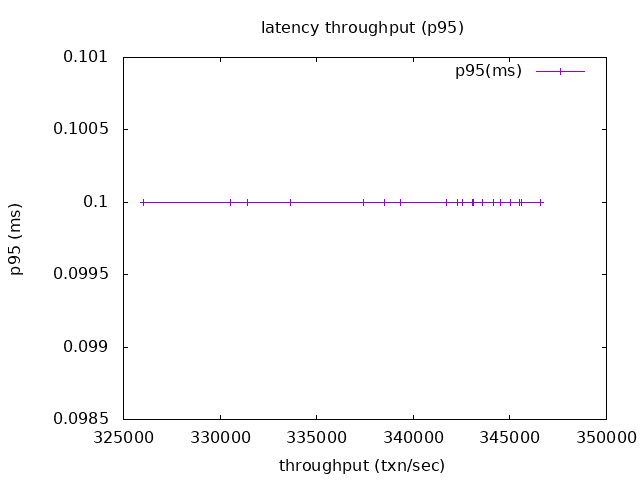 latency throughput (p95)
0.101
p95(ms)
0.1005
0.1
p95 (ms)
0.0995
0.099
0.0985
325000 330000 335000 340000 345000 350000
throughput (txn/sec)